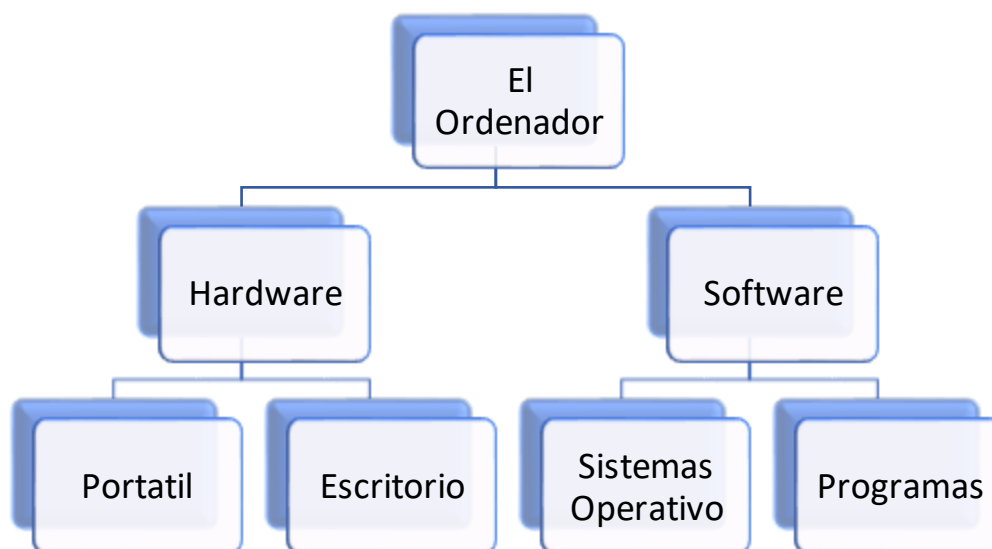 El
Ordenador
Hardware
Software
Portatil
Escritorio
Sistemas
Operativo
Programas